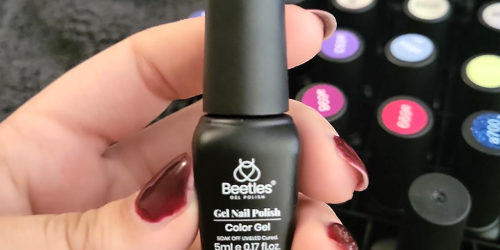 Beetles®
GEL POLISH
Gel Nail Polish
Color Gel
SOAK OFF UV/LED Cured.
5ml e 0.17 fl.oz.